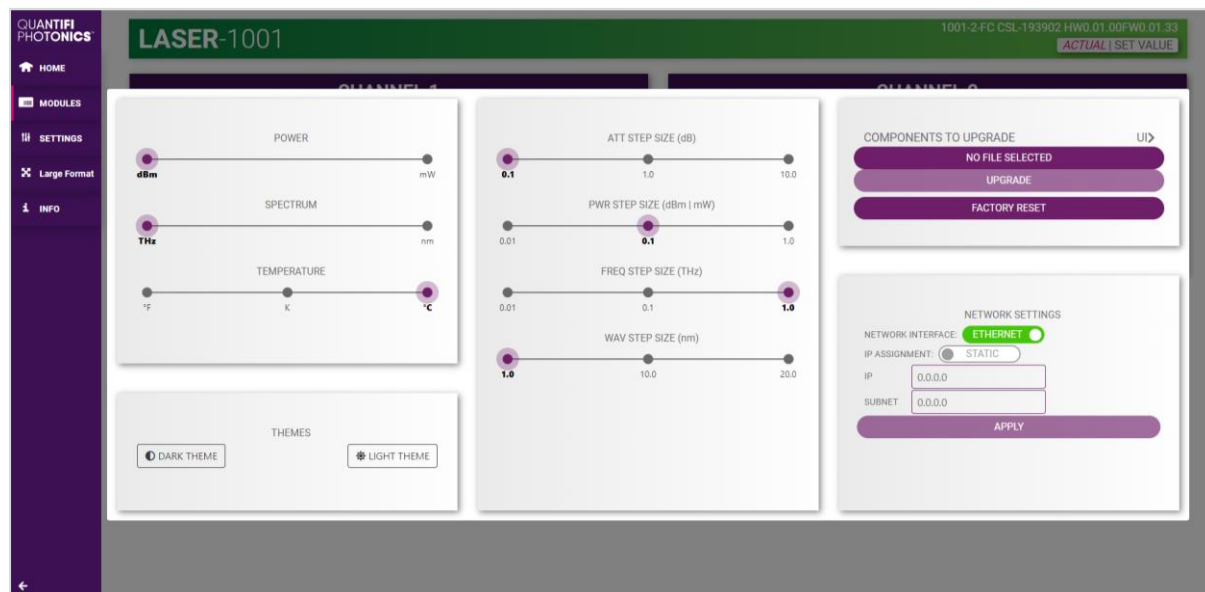 QUANTIFI
PHOTONICS
HOME
MODULES
SETTINGS
Large Format
INFO
LASER-1001
1001-2-FC CSL-193902 HW0.01.00FW0.01.33
ACTUAL | SET VALUE
POWER
dBm mW
SPECTRUM
THz nm
TEMPERATURE
°F K °C
THEMES
DARK THEME LIGHT THEME
ATT STEP SIZE (dB)
0.1 1.0 10.0
PWR STEP SIZE (dBm | mW)
0.01 0.1 1.0
FREQ STEP SIZE (THz)
0.01 0.1 1.0
WAV STEP SIZE (nm)
1.0 10.0 20.0
COMPONENTS TO UPGRADE UI
NO FILE SELECTED
UPGRADE
FACTORY RESET
NETWORK SETTINGS
NETWORK INTERFACE: ETHERNET
IP ASSIGNMENT: STATIC
IP 0.0.0.0
SUBNET 0.0.0.0
APPLY